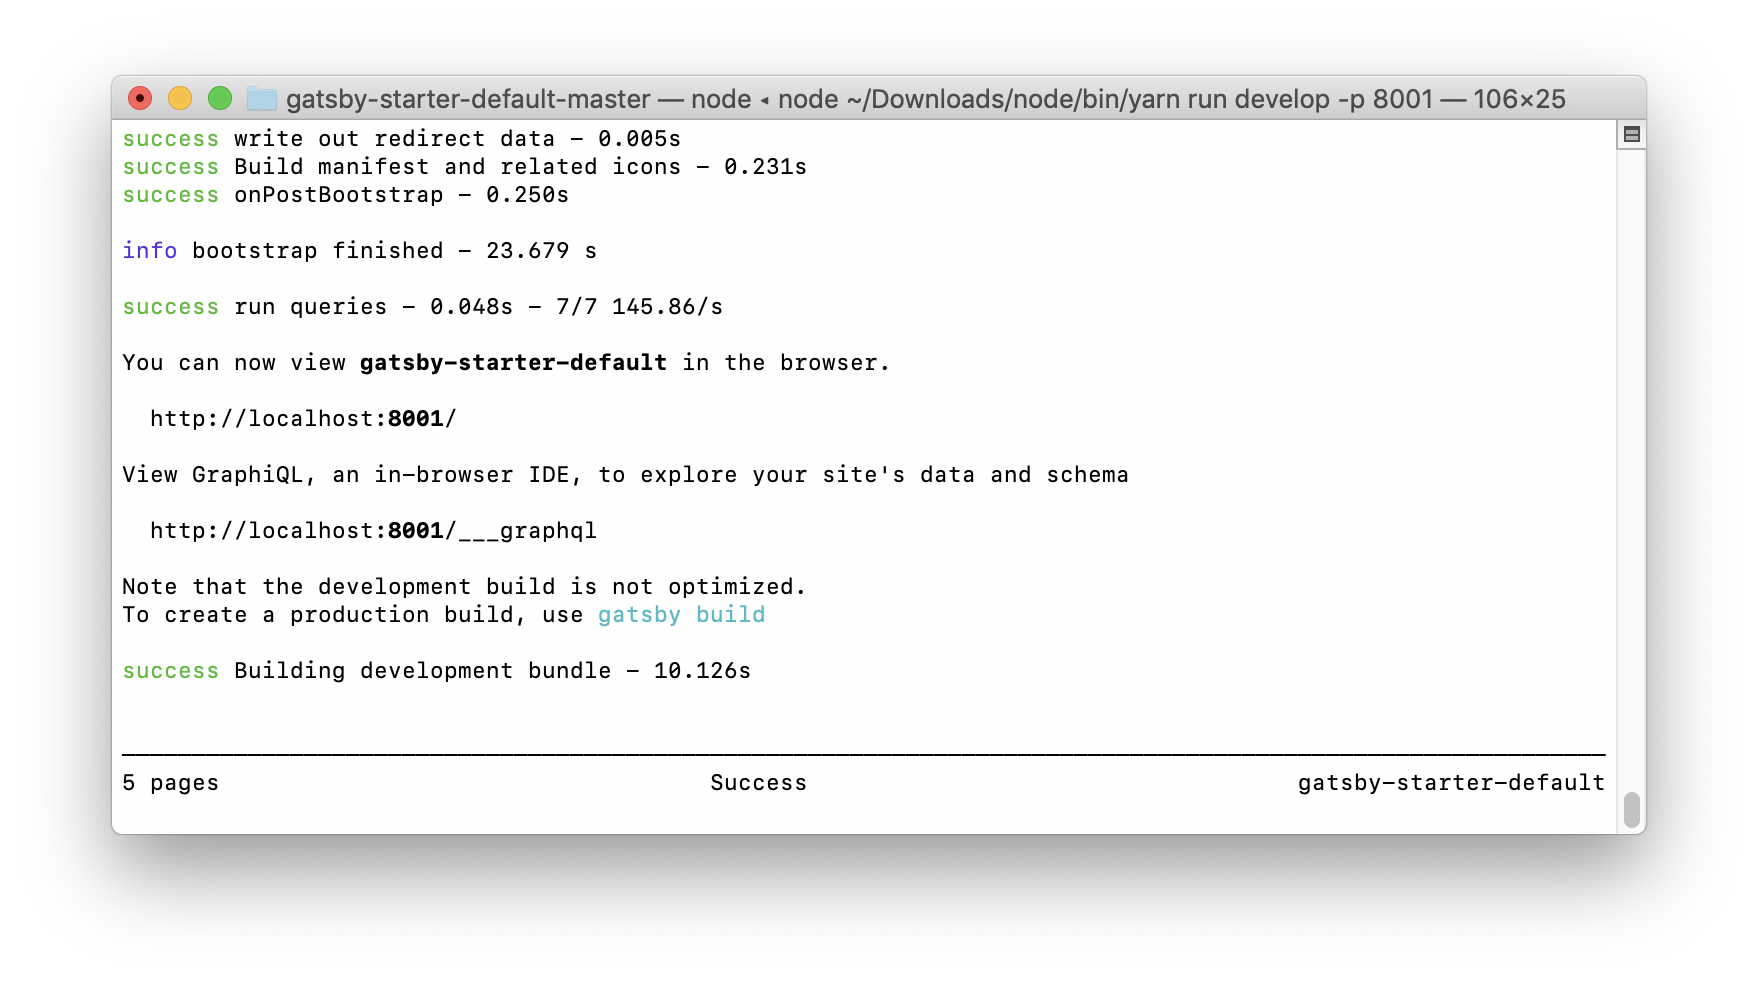 gatsby-starter-default-master — node ◂ node ~/Downloads/node/bin/yarn run develop -p 8001 — 106×25
success write out redirect data - 0.005s
success Build manifest and related icons - 0.231s
success onPostBootstrap - 0.250s
info bootstrap finished - 23.679 s
success run queries - 0.048s - 7/7 145.86/s
You can now view gatsby-starter-default in the browser.
http://localhost:8001/
View GraphiQL, an in-browser IDE, to explore your site's data and schema
http://localhost:8001/___graphql
Note that the development build is not optimized.
To create a production build, use gatsby build
success Building development bundle - 10.126s
5 pages Success gatsby-starter-default